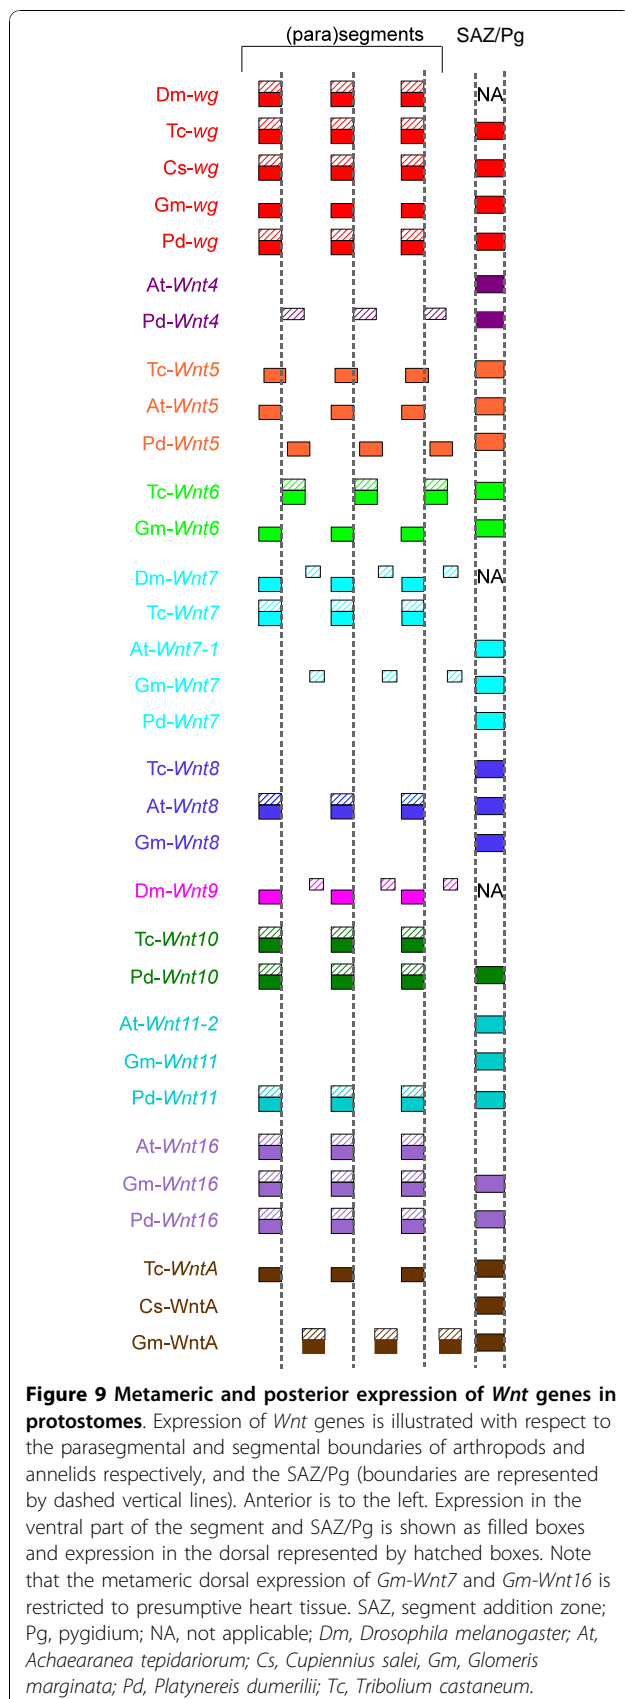 (para)segments SAZ/Pg
Dm-wg NA
Tc-wg
Cs-wg
Gm-wg
Pd-wg
At-Wnt4
Pd-Wnt4
Tc-Wnt5
At-Wnt5
Pd-Wnt5
Tc-Wnt6
Gm-Wnt6
Dm-Wnt7 NA
Tc-Wnt7
At-Wnt7-1
Gm-Wnt7
Pd-Wnt7
Tc-Wnt8
At-Wnt8
Gm-Wnt8
Dm-Wnt9 NA
Tc-Wnt10
Pd-Wnt10
At-Wnt11-2
Gm-Wnt11
Pd-Wnt11
At-Wnt16
Gm-Wnt16
Pd-Wnt16
Tc-WntA
Cs-WntA
Gm-WntA
Figure 9 Metameric and posterior expression of Wnt genes in
protostomes. Expression of Wnt genes is illustrated with respect to
the parasegmental and segmental boundaries of arthropods and
annelids respectively, and the SAZ/Pg (boundaries are represented
by dashed vertical lines). Anterior is to the left. Expression in the
ventral part of the segment and SAZ/Pg is shown as filled boxes
and expression in the dorsal represented by hatched boxes. Note
that the metameric dorsal expression of Gm-Wnt7 and Gm-Wnt16 is
restricted to presumptive heart tissue. SAZ, segment addition zone;
Pg, pygidium; NA, not applicable; Dm, Drosophila melanogaster; At,
Achaearanea tepidariorum; Cs, Cupiennius salei, Gm, Glomeris
marginata; Pd, Platynereis dumerilii; Tc, Tribolium castaneum.